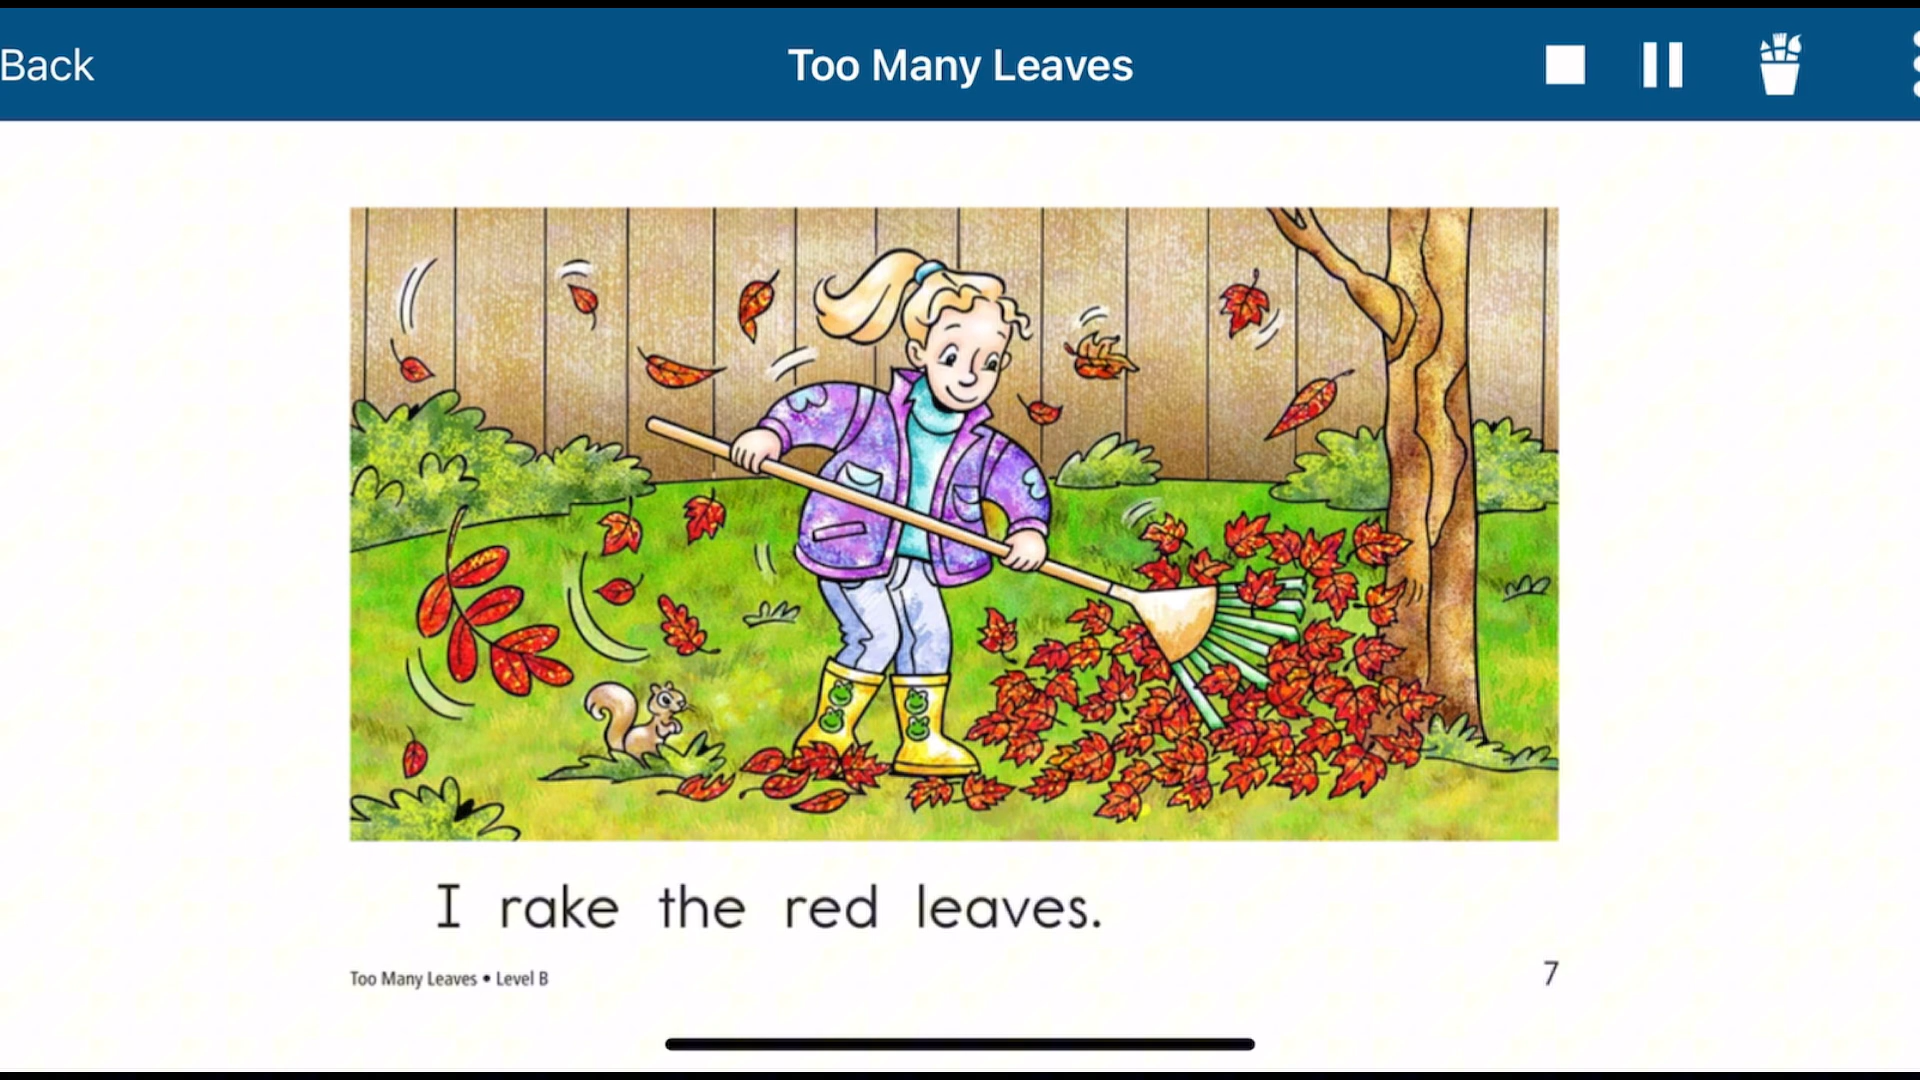 Back
Too Many Leaves
I rake the red leaves.
Too Many Leaves • Level B
7